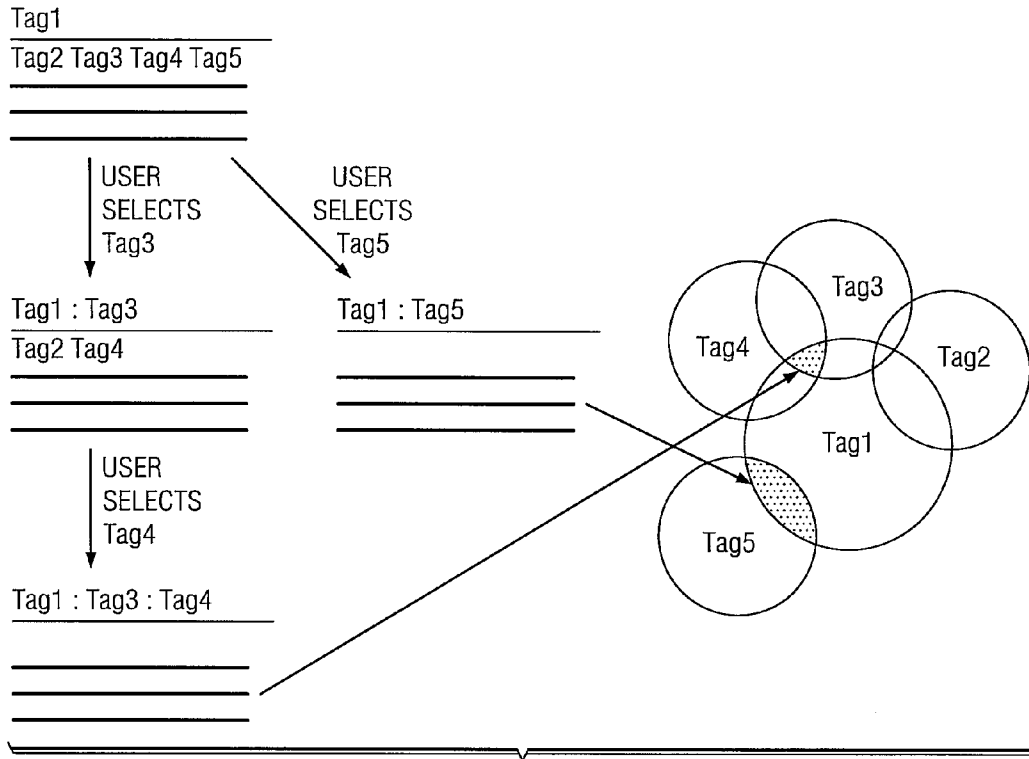 Tag1
Tag2 Tag3 Tag4 Tag5
USER
SELECTS
Tag3
USER
SELECTS
Tag5
Tag1 : Tag3
Tag2 Tag4
Tag1 : Tag5
USER
SELECTS
Tag4
Tag1 : Tag3 : Tag4
Tag3
Tag4
Tag2
Tag1
Tag5